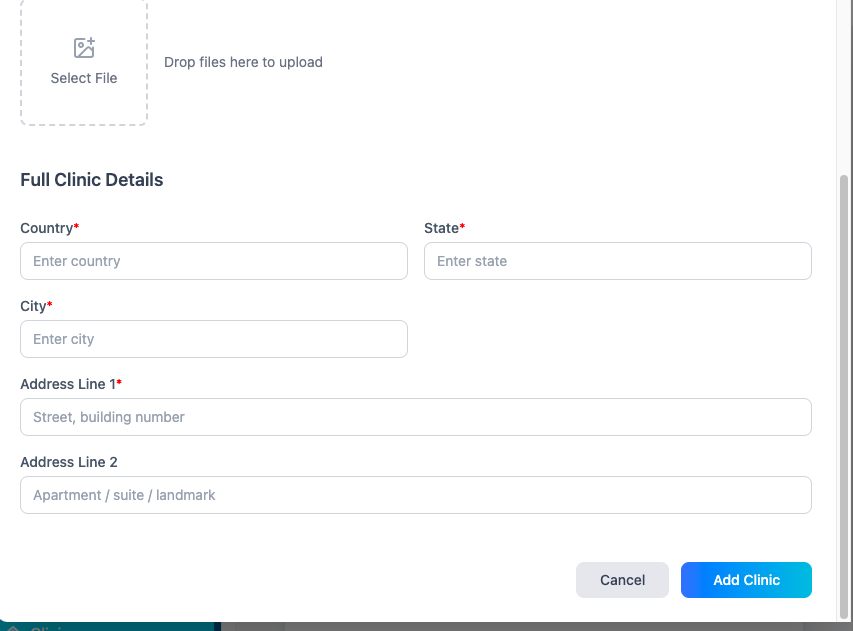 Select File
Drop files here to upload
Full Clinic Details
Country*
State*
Enter country
Enter state
City*
Enter city
Address Line 1*
Street, building number
Address Line 2
Apartment / suite / landmark
Cancel
Add Clinic